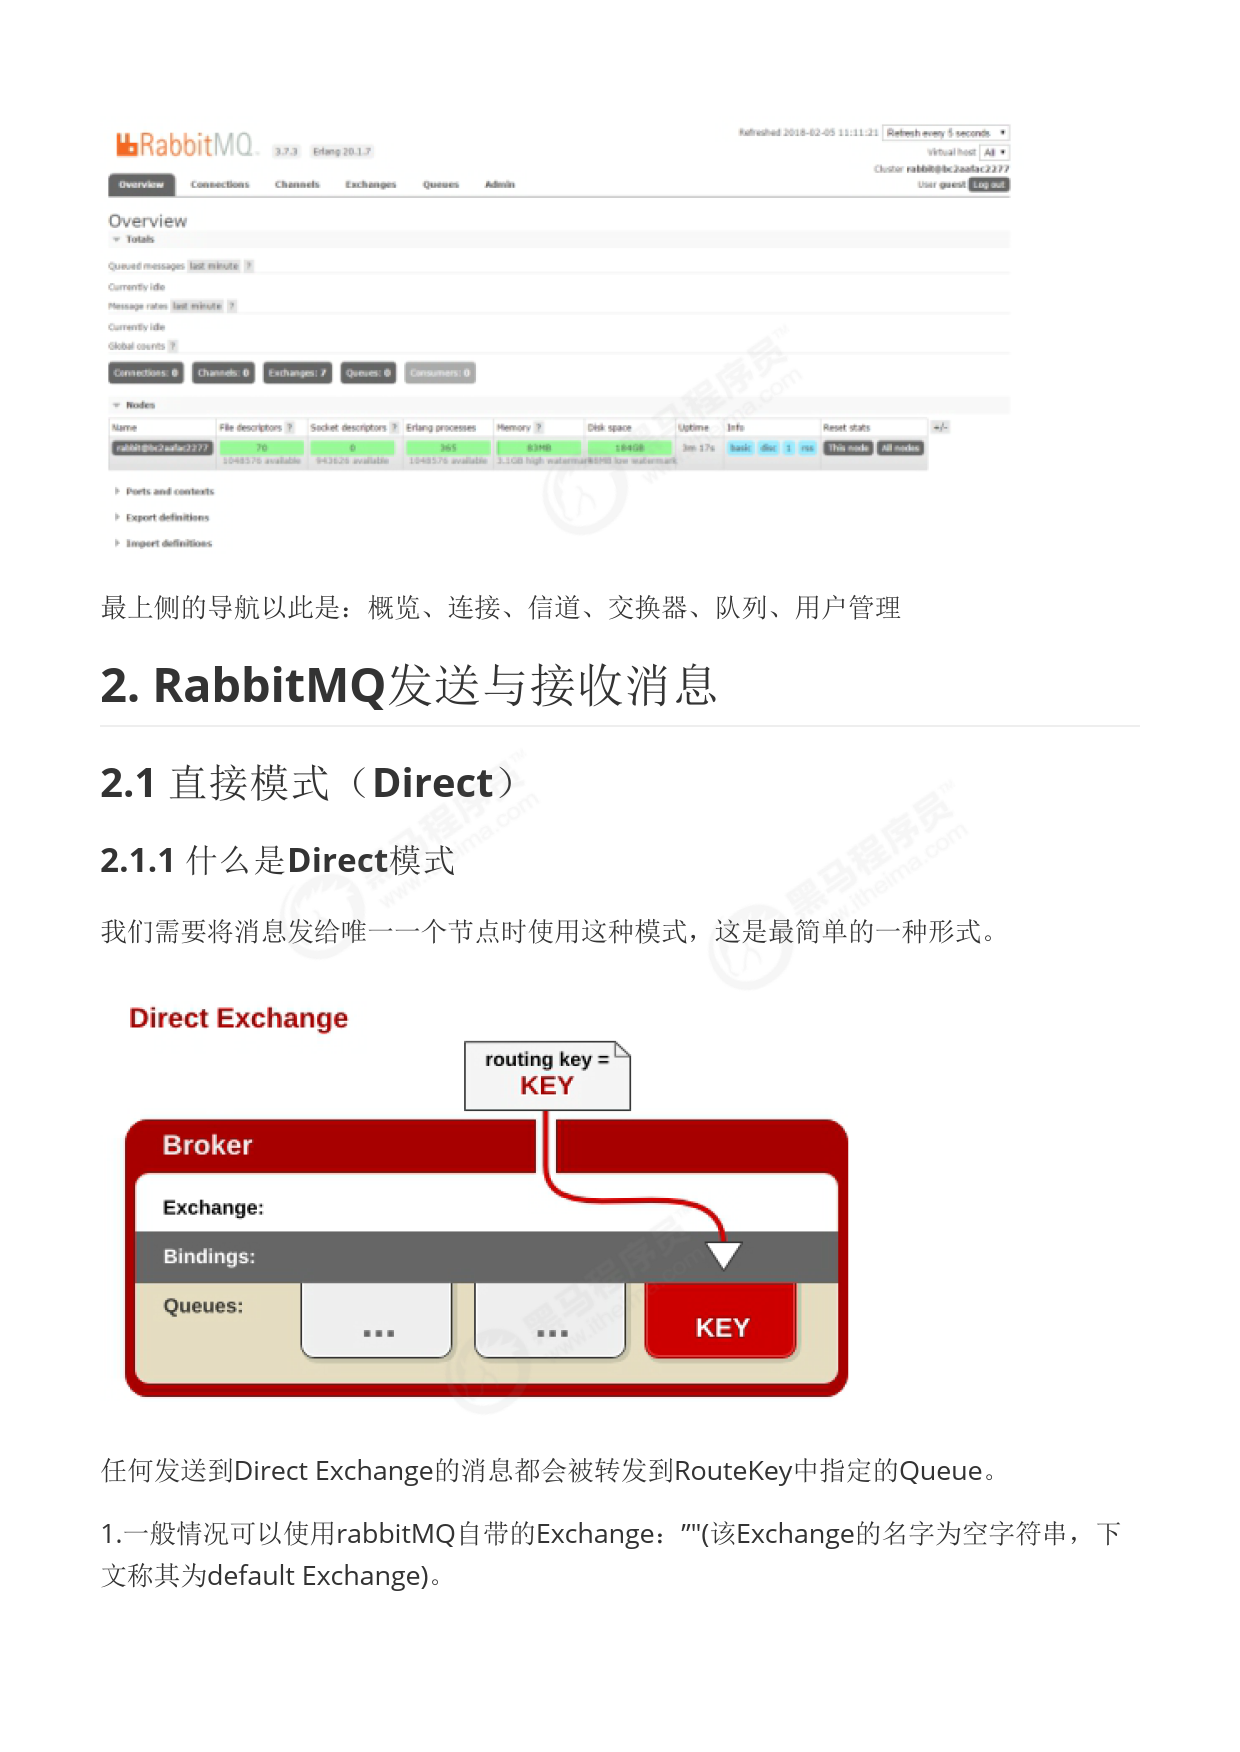 RabbitMQ 3.7.3 Erlang 20.1.7
Refreshed 2018-02-05 11:11:21 Refresh every 5 seconds
Virtual host All
Cluster rabbit@bc2aafac2277
User guest Log out
Overview Connections Channels Exchanges Queues Admin
Overview
Totals
Queued messages last minute ?
Currently idle
Message rates last minute ?
Currently idle
Global counts ?
Connections: 0 Channels: 0 Exchanges: 7 Queues: 0 Consumers: 0
Nodes
Name File descriptors ? Socket descriptors ? Erlang processes Memory ? Disk space Uptime Info Reset stats +/-
rabbit@bc2aafac2277 70 0 365 83MB 184GB 3m 17s basic disc 1 rss This node All nodes
1048576 available 943626 available 1048576 available 3.1GB high watermark low watermark
Ports and contexts
Export definitions
Import definitions
最上侧的导航以此是：概览、连接、信道、交换器、队列、用户管理
2. RabbitMQ发送与接收消息
2.1 直接模式（Direct）
2.1.1 什么是Direct模式
我们需要将消息发给唯一一个节点时使用这种模式，这是最简单的一种形式。
Direct Exchange
routing key =
KEY
Broker
Exchange:
Bindings:
Queues:
... ... KEY
任何发送到Direct Exchange的消息都会被转发到RouteKey中指定的Queue。
1.一般情况可以使用rabbitMQ自带的Exchange：”"(该Exchange的名字为空字符串，下
文称其为default Exchange)。
黑马程序员™
www.itheima.com